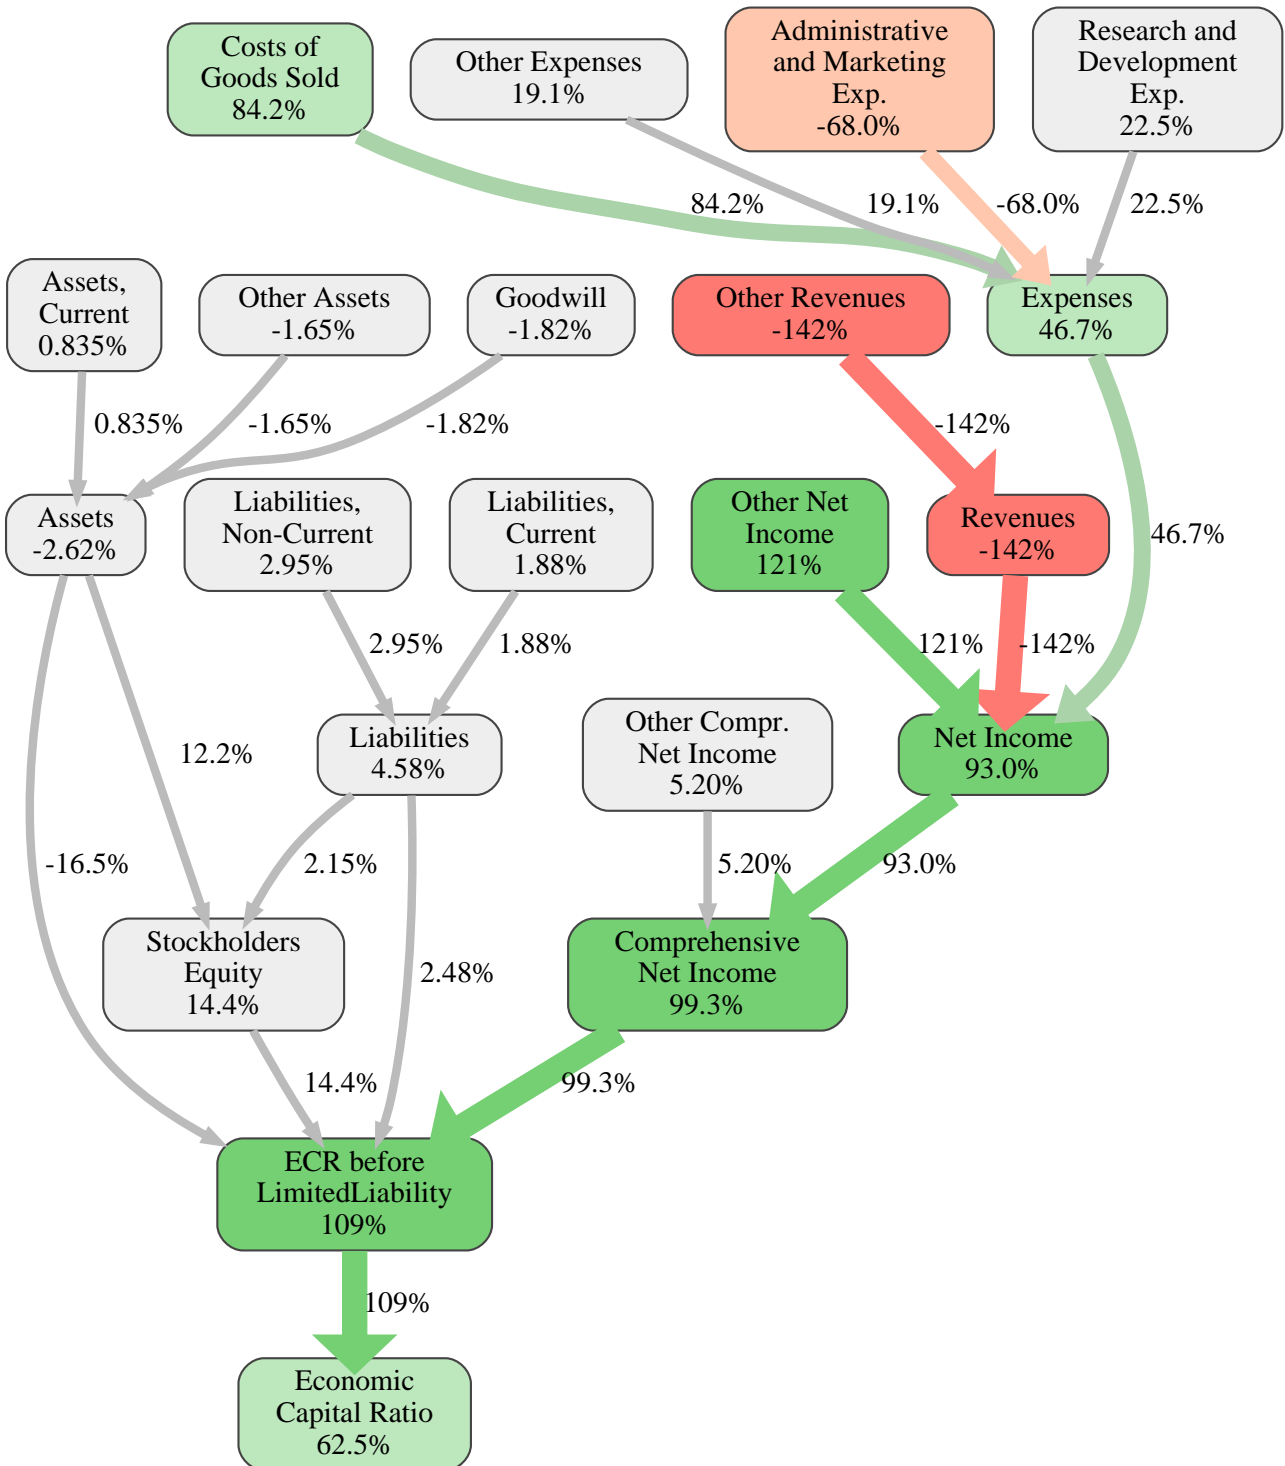 Costs of
Goods Sold
84.2%
Other Expenses
19.1%
Administrative
and Marketing
Exp.
-68.0%
Research and
Development
Exp.
22.5%
84.2%
19.1%
-68.0%
22.5%
Assets,
Current
0.835%
Other Assets
-1.65%
Goodwill
-1.82%
Other Revenues
-142%
Expenses
46.7%
0.835%
-1.65%
-1.82%
-142%
Assets
-2.62%
Liabilities,
Non-Current
2.95%
Liabilities,
Current
1.88%
Other Net
Income
121%
Revenues
-142%
46.7%
2.95%
1.88%
121%
-142%
12.2%
Liabilities
4.58%
Other Compr.
Net Income
5.20%
Net Income
93.0%
-16.5%
2.15%
5.20%
93.0%
Stockholders
Equity
14.4%
2.48%
Comprehensive
Net Income
99.3%
14.4%
99.3%
ECR before
LimitedLiability
109%
109%
Economic
Capital Ratio
62.5%